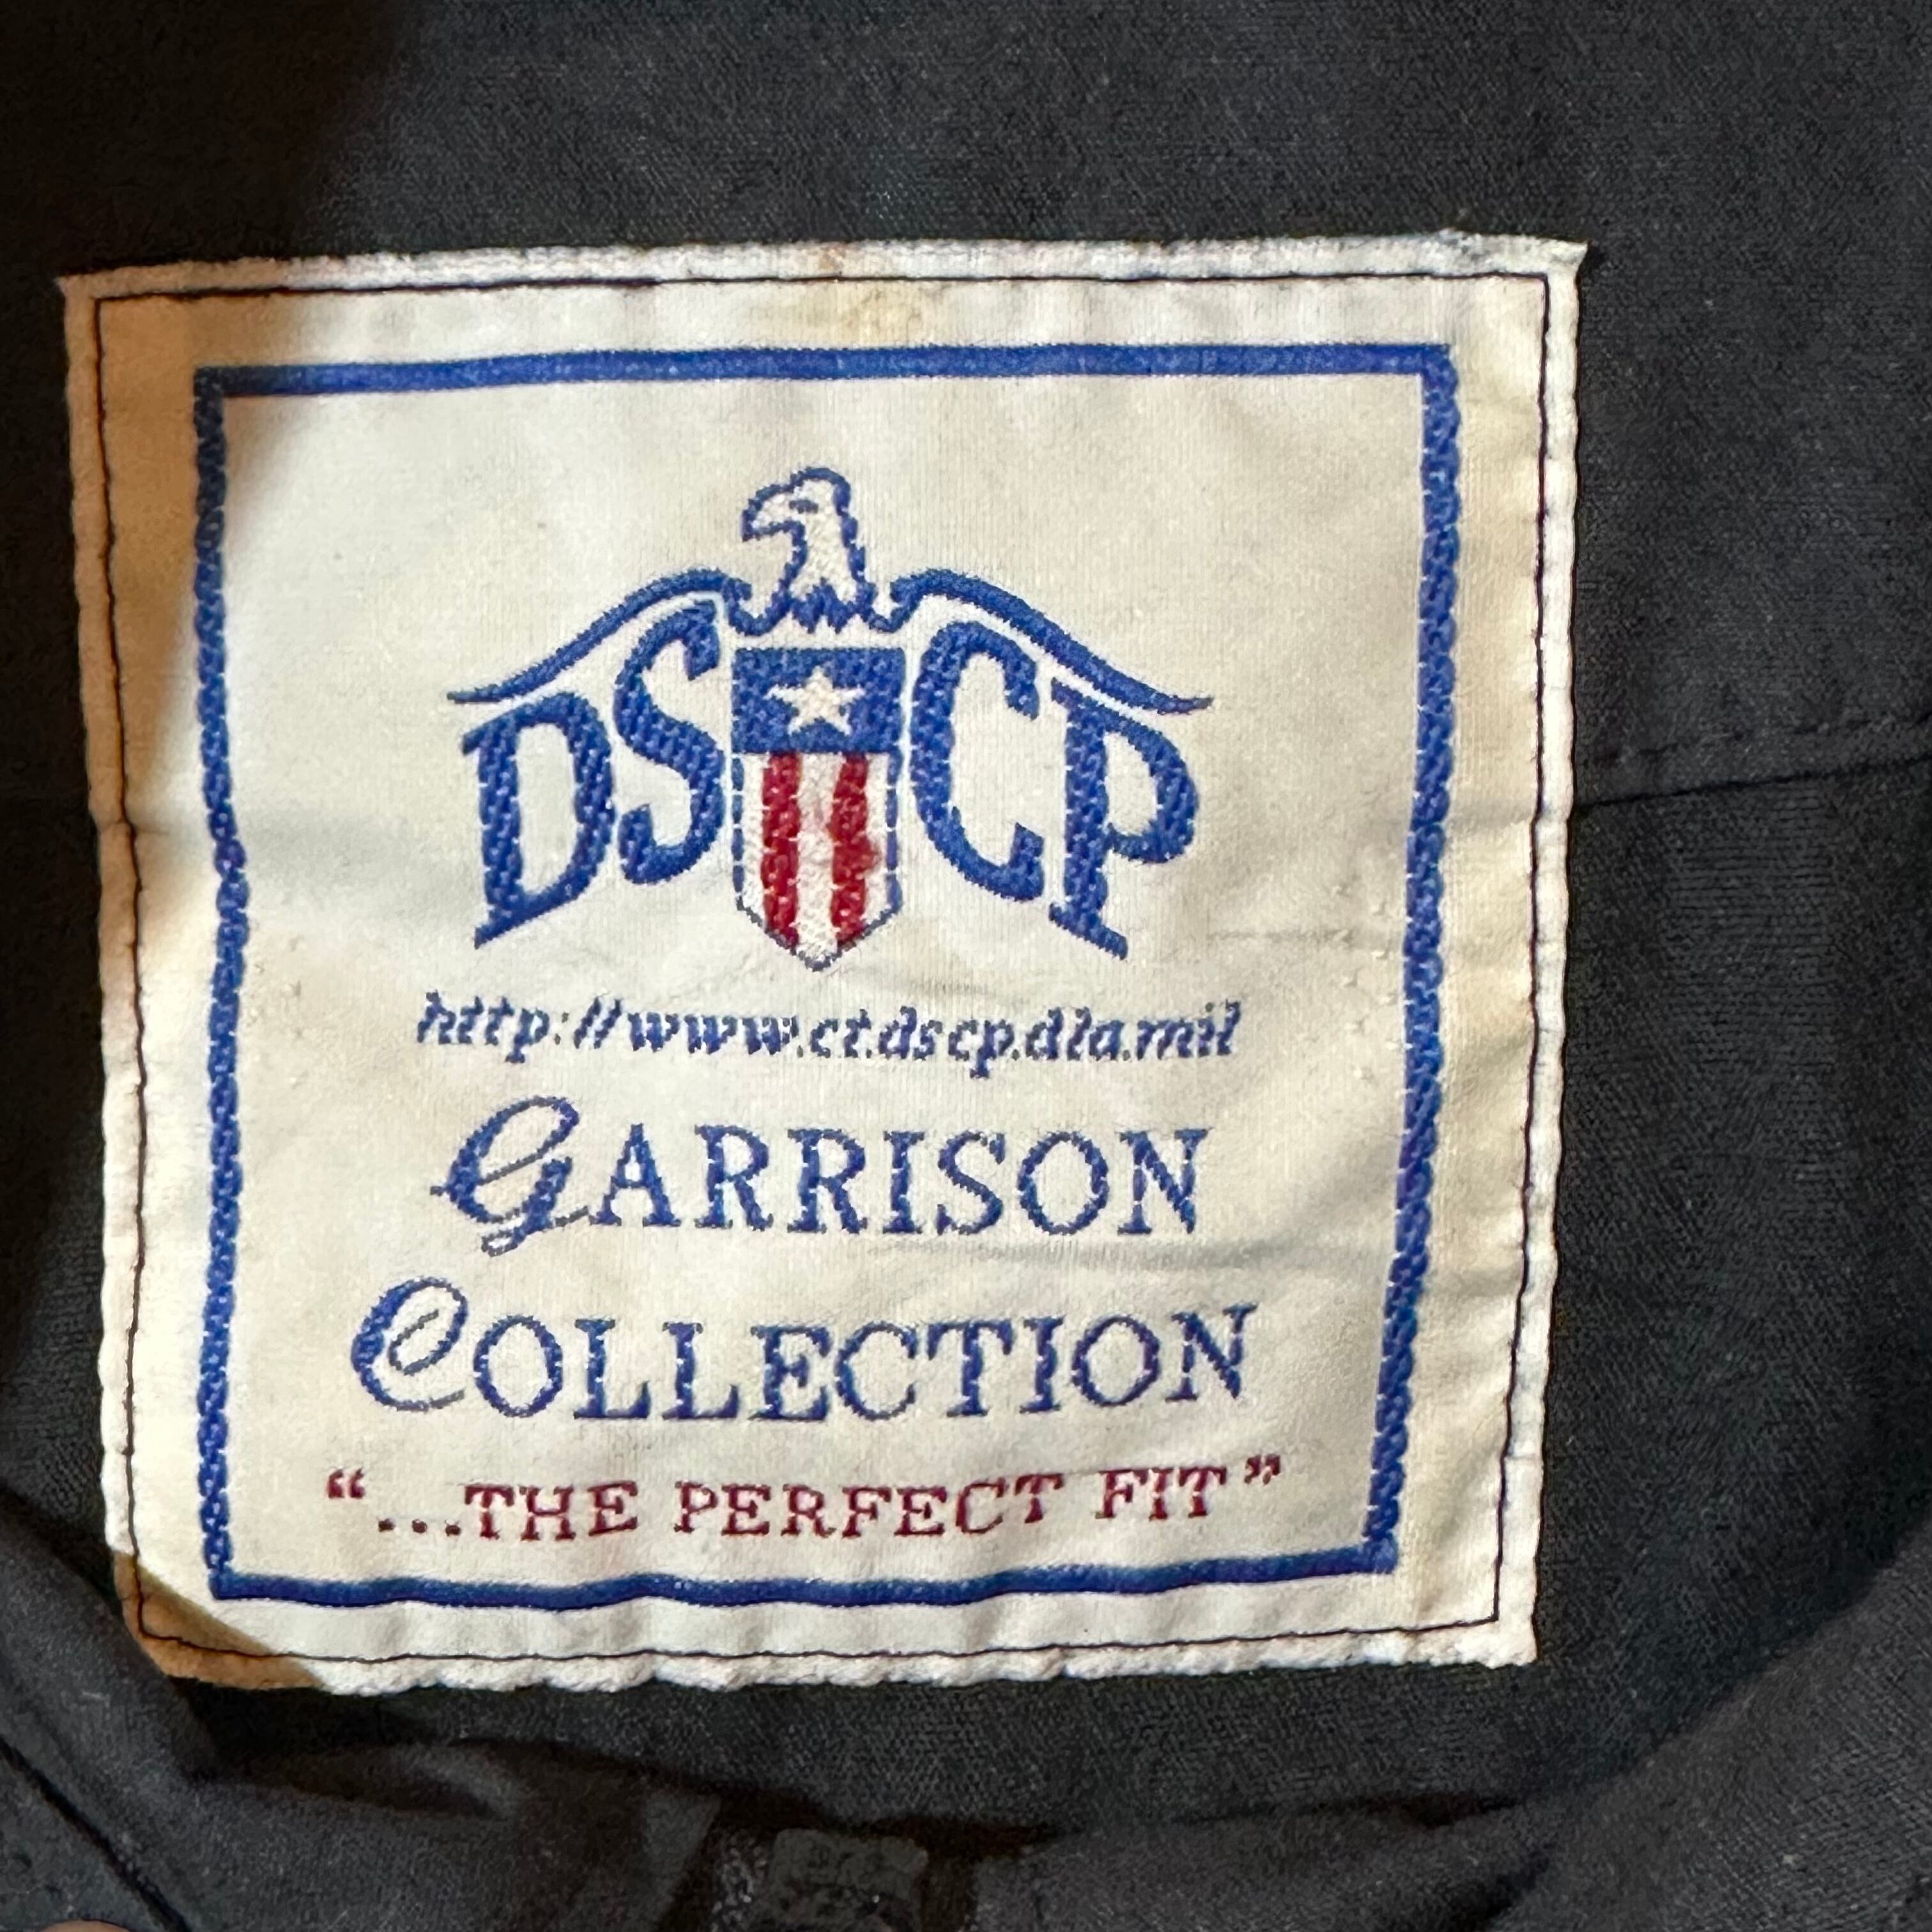 DSCP
http://www.ct.dscp.dla.mil
GARRISON
COLLECTION
“...THE PERFECT FIT”